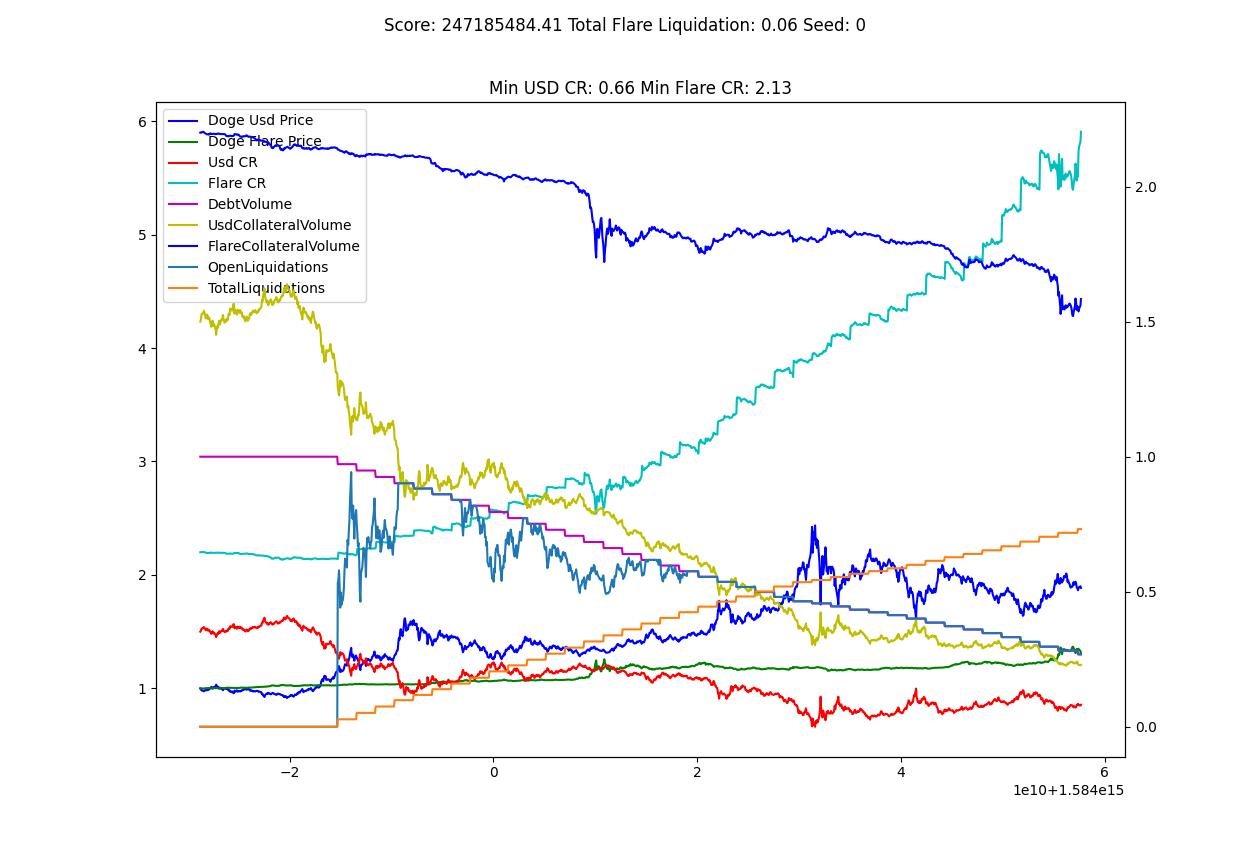 Score: 247185484.41 Total Flare Liquidation: 0.06 Seed: 0
Min USD CR: 0.66 Min Flare CR: 2.13
Doge Usd Price
Doge Flare Price
Usd CR
Flare CR
DebtVolume
UsdCollateralVolume
FlareCollateralVolume
OpenLiquidations
TotalLiquidations
6
5
4
3
2
1
2.0
1.5
1.0
0.5
0.0
−2
0
2
4
6
1e10+1.584e15